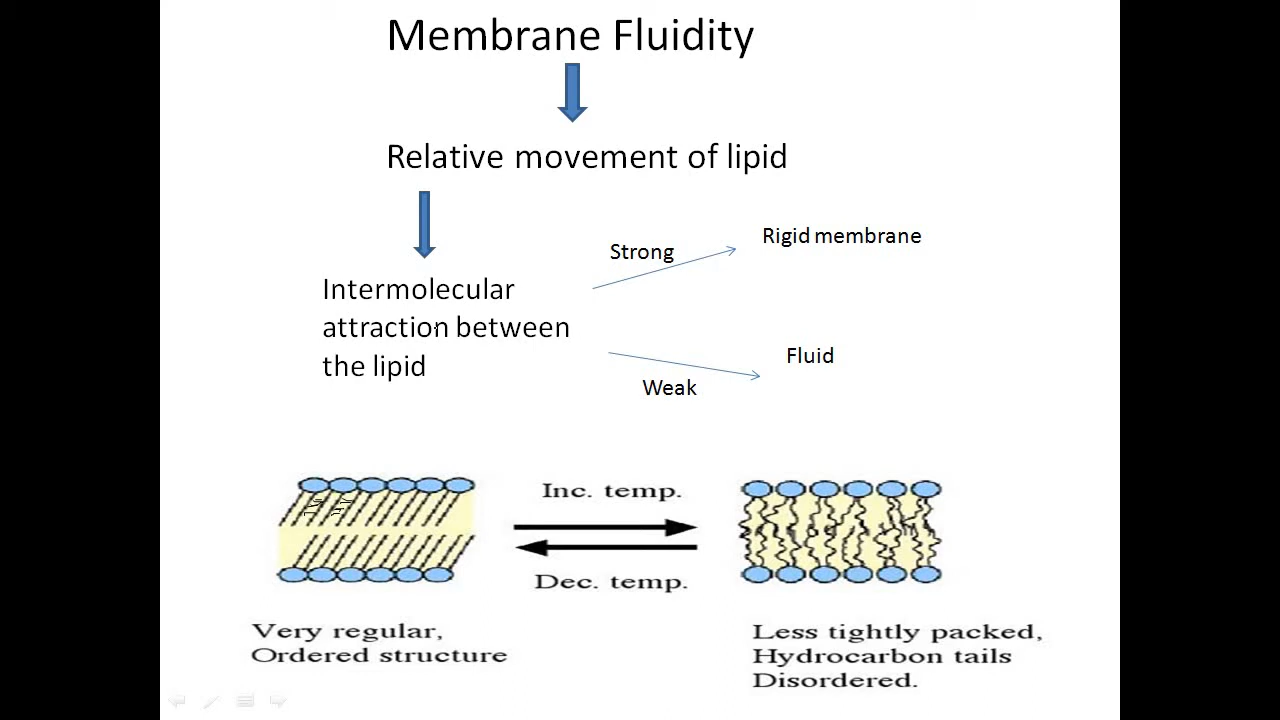 Membrane Fluidity
Relative movement of lipid
Strong
Rigid membrane
Intermolecular
attraction between
the lipid
Fluid
Weak
Inc. temp.
Dec. temp.
Very regular,
Ordered structure
Less tightly packed,
Hydrocarbon tails
Disordered.